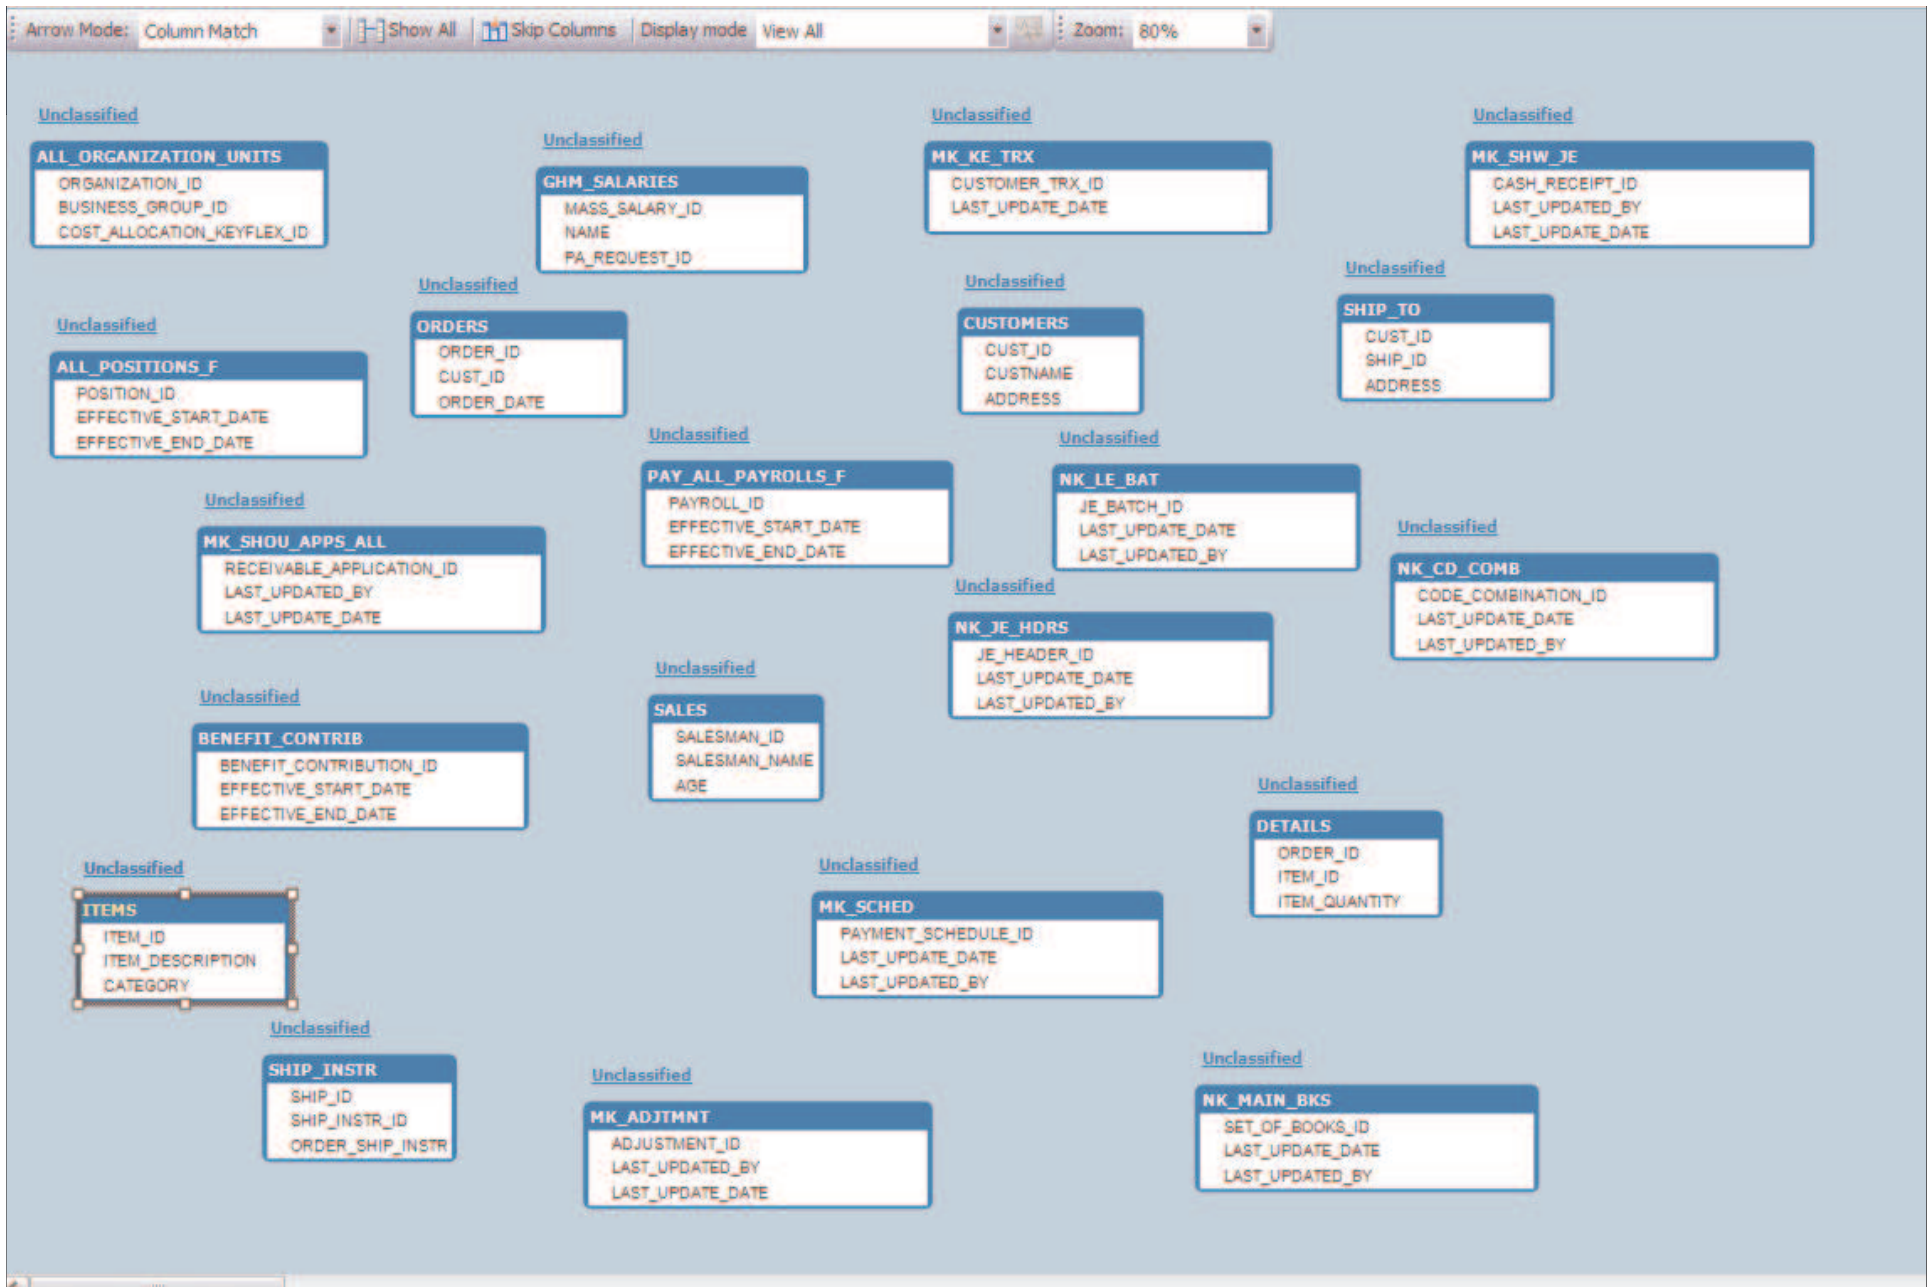 Arrow Mode: Column Match Show All Skip Columns Display mode View All Zoom: 80%
Unclassified
ALL_ORGANIZATION_UNITS
ORGANIZATION_ID
BUSINESS_GROUP_ID
COST_ALLOCATION_KEYFLEX_ID
Unclassified
GHM_SALARIES
MASS_SALARY_ID
NAME
PA_REQUEST_ID
Unclassified
MK_KE_TRX
CUSTOMER_TRX_ID
LAST_UPDATE_DATE
Unclassified
MK_SHW_JE
CASH_RECEIPT_ID
LAST_UPDATED_BY
LAST_UPDATE_DATE
Unclassified
ALL_POSITIONS_F
POSITION_ID
EFFECTIVE_START_DATE
EFFECTIVE_END_DATE
Unclassified
ORDERS
ORDER_ID
CUST_ID
ORDER_DATE
Unclassified
CUSTOMERS
CUST_ID
CUSTNAME
ADDRESS
Unclassified
SHIP_TO
CUST_ID
SHIP_ID
ADDRESS
Unclassified
PAY_ALL_PAYROLLS_F
PAYROLL_ID
EFFECTIVE_START_DATE
EFFECTIVE_END_DATE
Unclassified
NK_LE_BAT
JE_BATCH_ID
LAST_UPDATE_DATE
LAST_UPDATED_BY
Unclassified
MK_SHOU_APPS_ALL
RECEIVABLE_APPLICATION_ID
LAST_UPDATED_BY
LAST_UPDATE_DATE
Unclassified
NK_CD_COMB
CODE_COMBINATION_ID
LAST_UPDATE_DATE
LAST_UPDATED_BY
Unclassified
NK_JE_HDRS
JE_HEADER_ID
LAST_UPDATE_DATE
LAST_UPDATED_BY
Unclassified
SALES
SALESMAN_ID
SALESMAN_NAME
AGE
Unclassified
BENEFIT_CONTRIB
BENEFIT_CONTRIBUTION_ID
EFFECTIVE_START_DATE
EFFECTIVE_END_DATE
Unclassified
DETAILS
ORDER_ID
ITEM_ID
ITEM_QUANTITY
Unclassified
ITEMS
ITEM_ID
ITEM_DESCRIPTION
CATEGORY
Unclassified
MK_SCHED
PAYMENT_SCHEDULE_ID
LAST_UPDATE_DATE
LAST_UPDATED_BY
Unclassified
SHIP_INSTR
SHIP_ID
SHIP_INSTR_ID
ORDER_SHIP_INSTR
Unclassified
MK_ADJTMNT
ADJUSTMENT_ID
LAST_UPDATED_BY
LAST_UPDATE_DATE
Unclassified
NK_MAIN_BKS
SET_OF_BOOKS_ID
LAST_UPDATE_DATE
LAST_UPDATED_BY